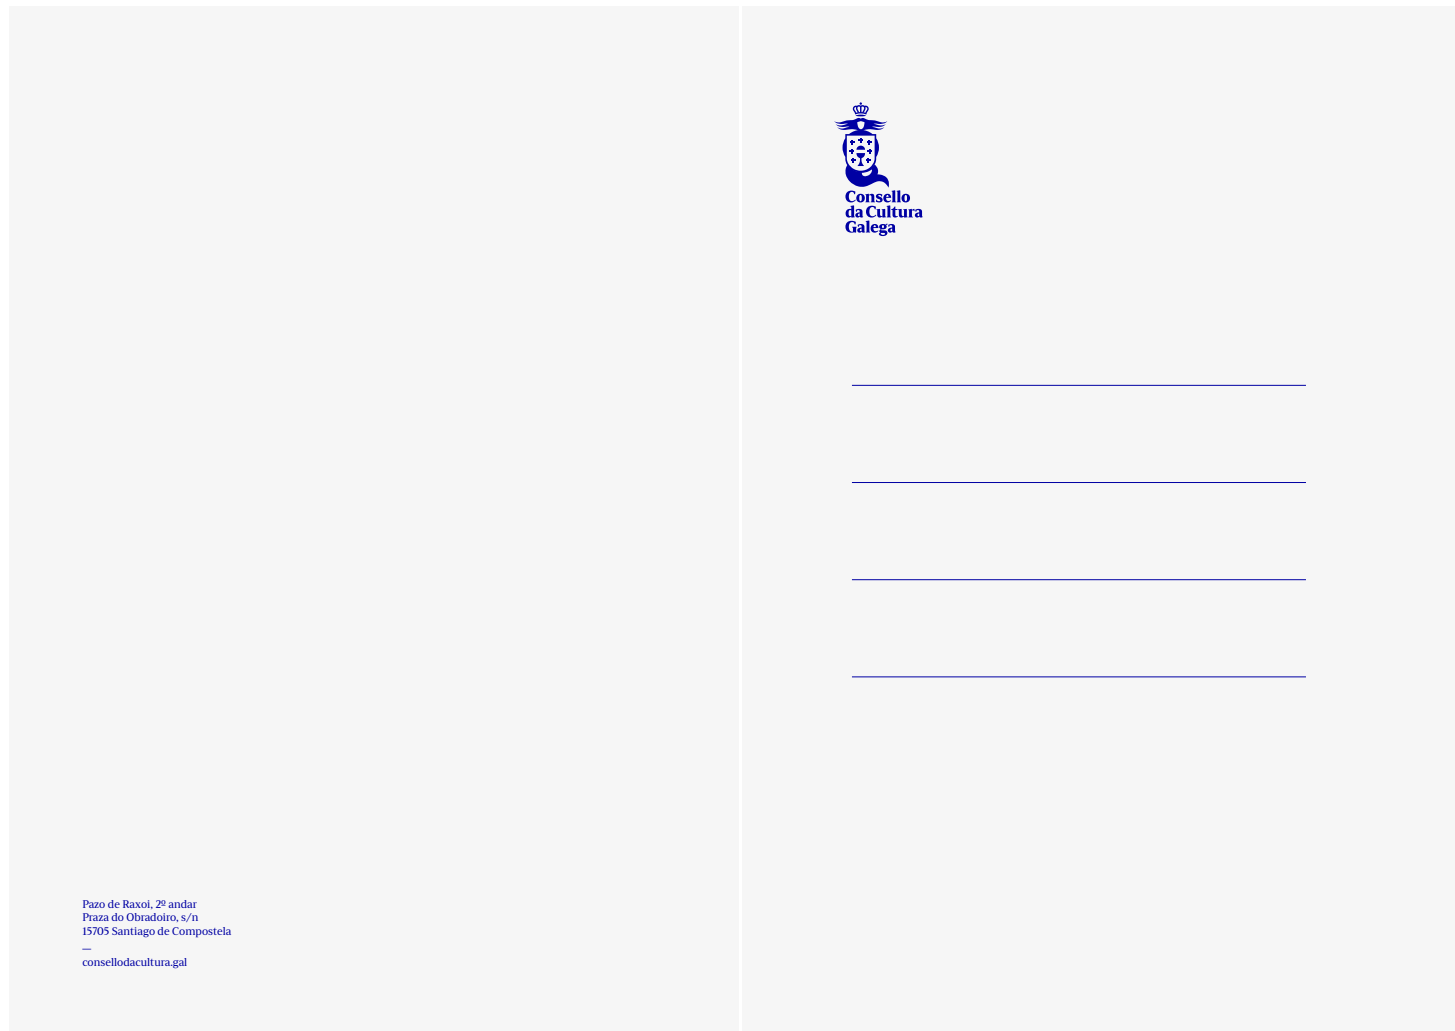 Pazo de Raxoi, 2º andar
Praza do Obradoiro, s/n
15705 Santiago de Compostela
—
consellodacultura.gal
Consello
da Cultura
Galega